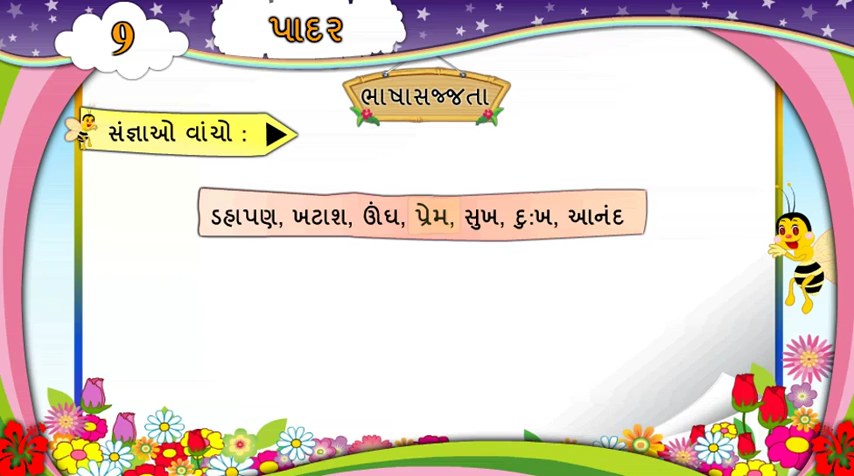 9
પાદર
ભાષાસજ્જતા
સંજ્ઞાઓ વાંચો :
ડહાપણ, ખટાશ, ઊંઘ, પ્રેમ, સુખ, દુઃખ, આનંદ